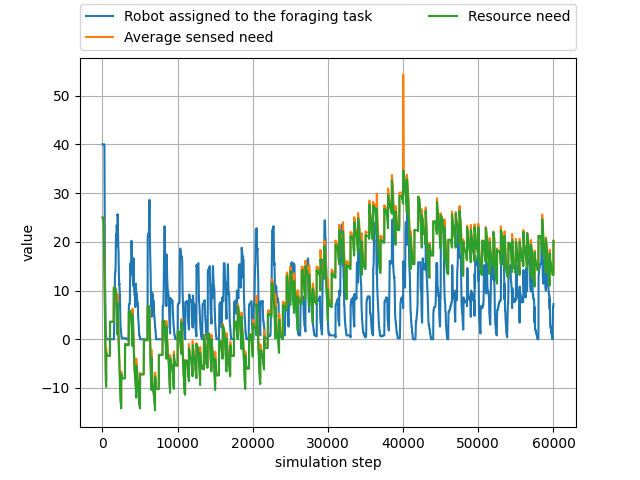 Robot assigned to the foraging task
Resource need
Average sensed need
50
40
30
20
10
0
−10
value
0
10000
20000
30000
40000
50000
60000
simulation step